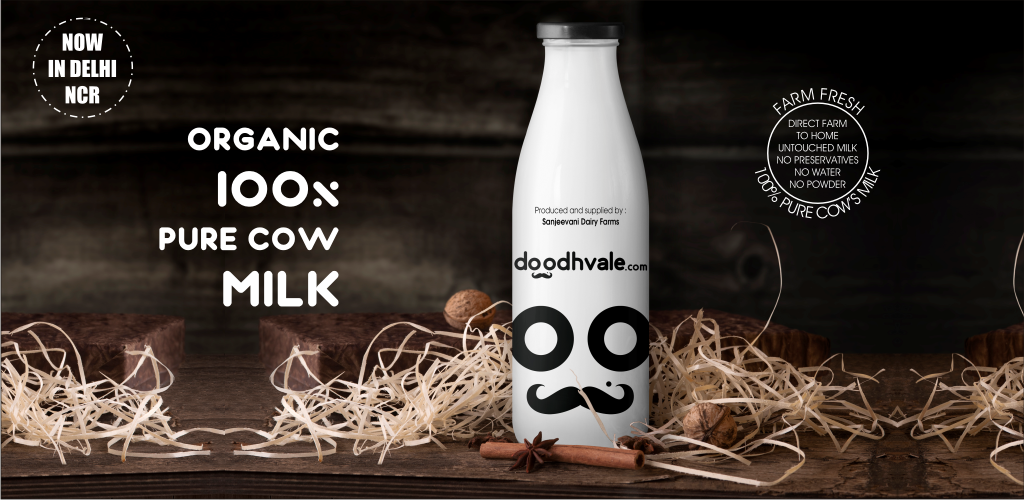 NOW
IN DELHI
NCR
ORGANIC
100%
PURE COW
MILK
Produced and supplied by :
Sanjeevani Dairy Farms
doodhvale.com
FARM FRESH
DIRECT FARM
TO HOME
UNTOUCHED MILK
NO PRESERVATIVES
NO WATER
NO POWDER
100% PURE COW'S MILK